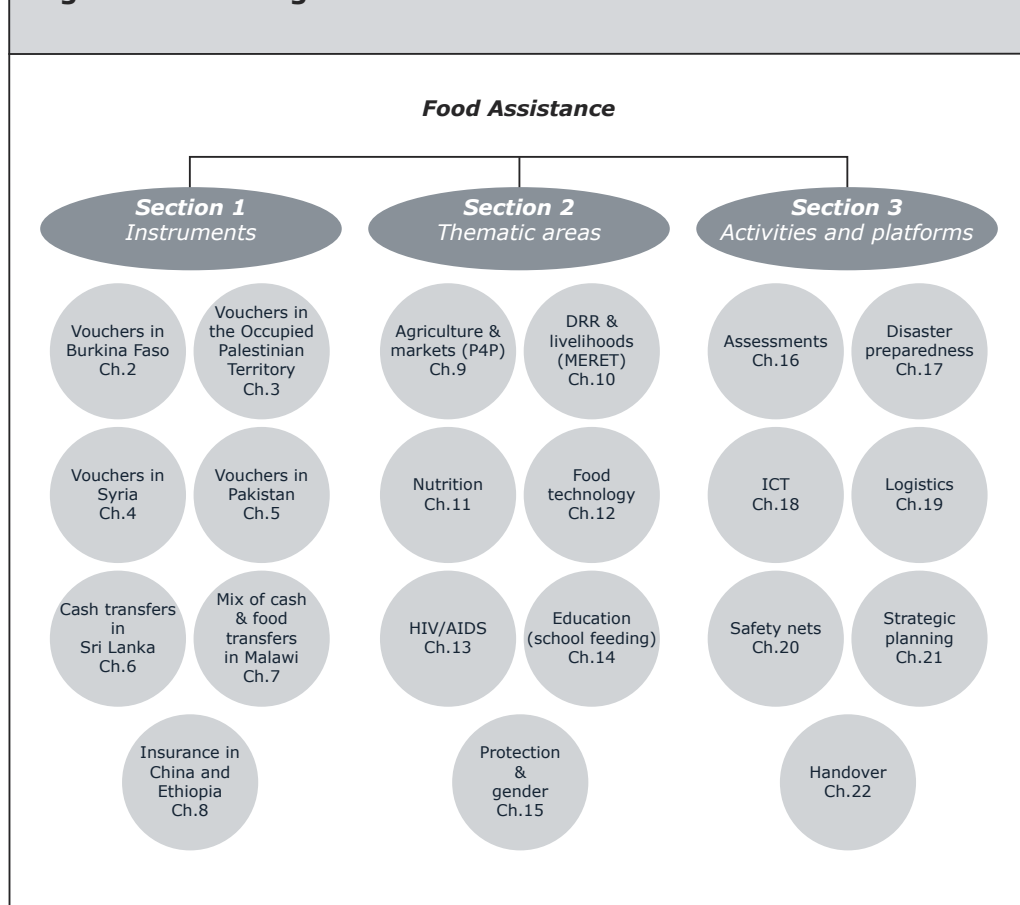 Food Assistance
Section 1
Instruments
Section 2
Thematic areas
Section 3
Activities and platforms
Vouchers in
Burkina Faso
Ch.2
Vouchers in
the Occupied
Palestinian
Territory
Ch.3
Agriculture &
markets (P4P)
Ch.9
DRR &
livelihoods
(MERET)
Ch.10
Assessments
Ch.16
Disaster
preparedness
Ch.17
Vouchers in
Syria
Ch.4
Vouchers in
Pakistan
Ch.5
Nutrition
Ch.11
Food
technology
Ch.12
ICT
Ch.18
Logistics
Ch.19
Cash transfers
in
Sri Lanka
Ch.6
Mix of cash
& food
transfers
in Malawi
Ch.7
HIV/AIDS
Ch.13
Education
(school feeding)
Ch.14
Safety nets
Ch.20
Strategic
planning
Ch.21
Insurance in
China and
Ethiopia
Ch.8
Protection
&
gender
Ch.15
Handover
Ch.22